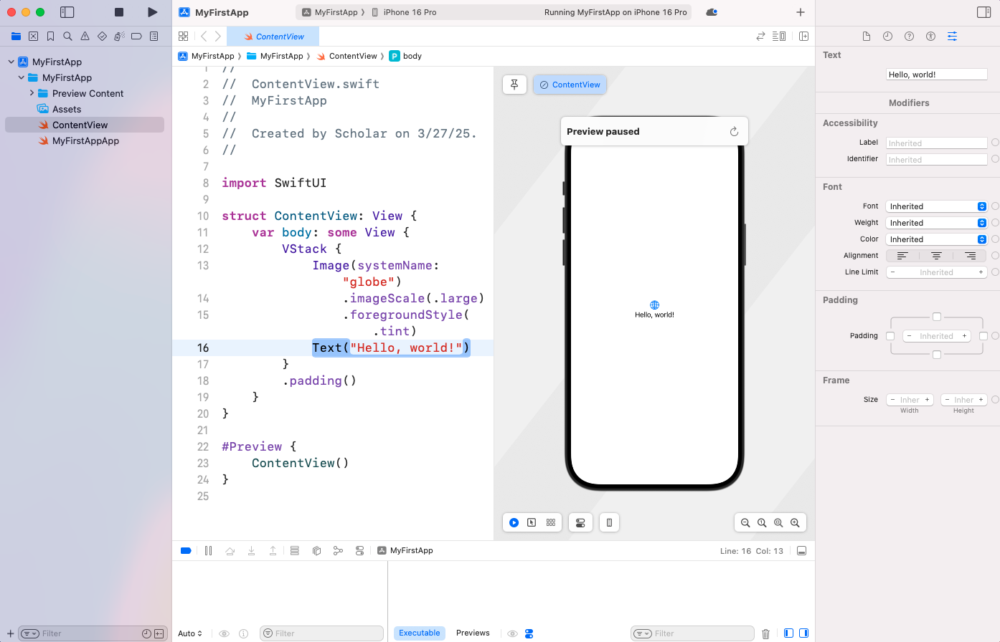 MyFirstApp
MyFirstApp
iPhone 16 Pro
Running MyFirstApp on iPhone 16 Pro
ContentView
MyFirstApp
MyFirstApp
ContentView
P
body
MyFirstApp
MyFirstApp
Preview Content
Assets
ContentView
MyFirstAppApp
Filter
1 //
2 //  ContentView.swift
3 //  MyFirstApp
4 //
5 //  Created by Scholar on 3/27/25.
6 //
7
8 import SwiftUI
9
10 struct ContentView: View {
11     var body: some View {
12         VStack {
13             Image(systemName:
"globe")
14                 .imageScale(.large)
15                 .foregroundStyle(
.tint)
16             Text("Hello, world!")
17         }
18         .padding()
19     }
20 }
21
22 #Preview {
23     ContentView()
24 }
25
ContentView
Preview paused
Hello, world!
MyFirstApp
Line: 16  Col: 13
Auto
Filter
Executable
Previews
Filter
Text
Hello, world!
Modifiers
Accessibility
Label Inherited
Identifier Inherited
Font
Font Inherited
Weight Inherited
Color Inherited
Alignment
Line Limit − Inherited +
Padding
Padding − Inherited +
Frame
Size − Inher + − Inher +
Width Height